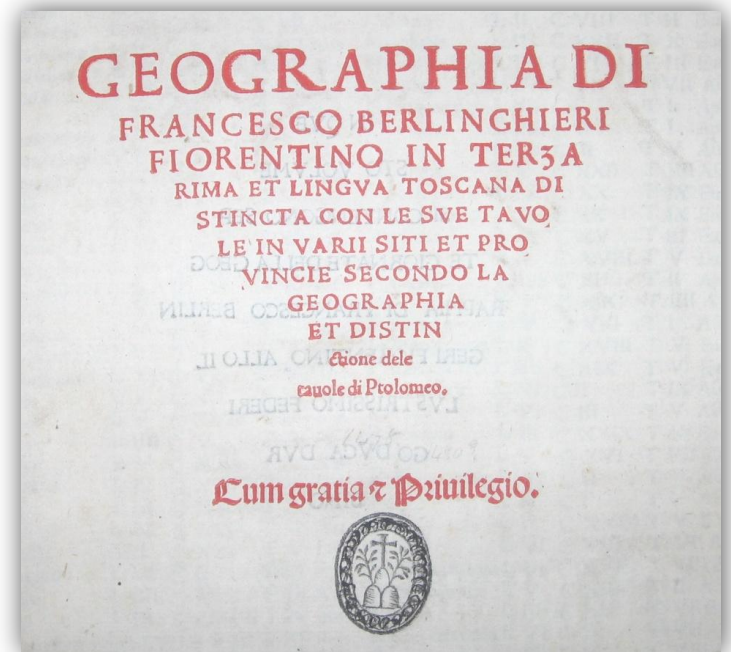 GEOGRAPHIA DI
FRANCESCO BERLINGHIERI
FIORENTINO IN TERZA
RIMA ET LINGVA TOSCANA DI
STINCTA CON LE SVE TAVO
LE IN VARII SITI ET PRO
VINCIE SECONDO LA
GEOGRAPHIA
ET DISTIN
ctione dele
tauole di Ptolomeo.
Cum gratia ⁊ Priuilegio.